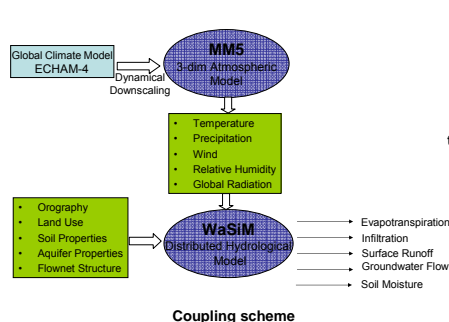 Global Climate Model
ECHAM-4
Dynamical
Downscaling
MM5
3-dim Atmospheric
Model
• Temperature
• Precipitation
• Wind
• Relative Humidity
• Global Radiation
• Orography
• Land Use
• Soil Properties
• Aquifer Properties
• Flownet Structure
WaSiM
Distributed Hydrological
Model
Evapotranspiration
Infiltration
Surface Runoff
Groundwater Flow
Soil Moisture
Coupling scheme